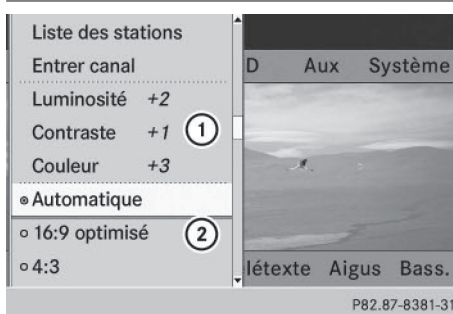 Liste des stations
Entrer canal
D Aux Système
Luminosité +2
Contraste +1 1
Couleur +3
Automatique
16:9 optimisé 2
4:3
létexte Aigus Bass.
P82.87-8381-31